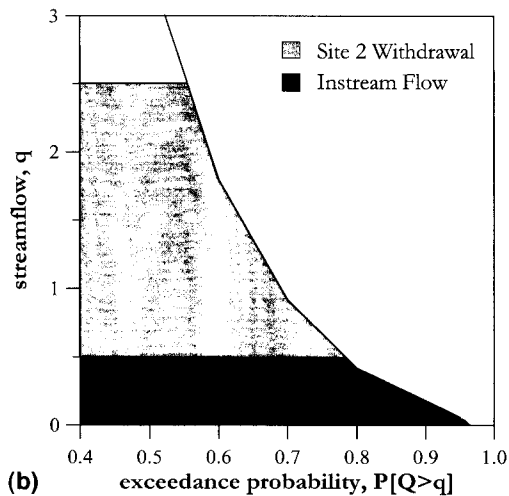 3
2
1
0
streamflow, q
Site 2 Withdrawal
Instream Flow
0.4 0.5 0.6 0.7 0.8 0.9 1.0
(b) exceedance probability, P[Q>q]